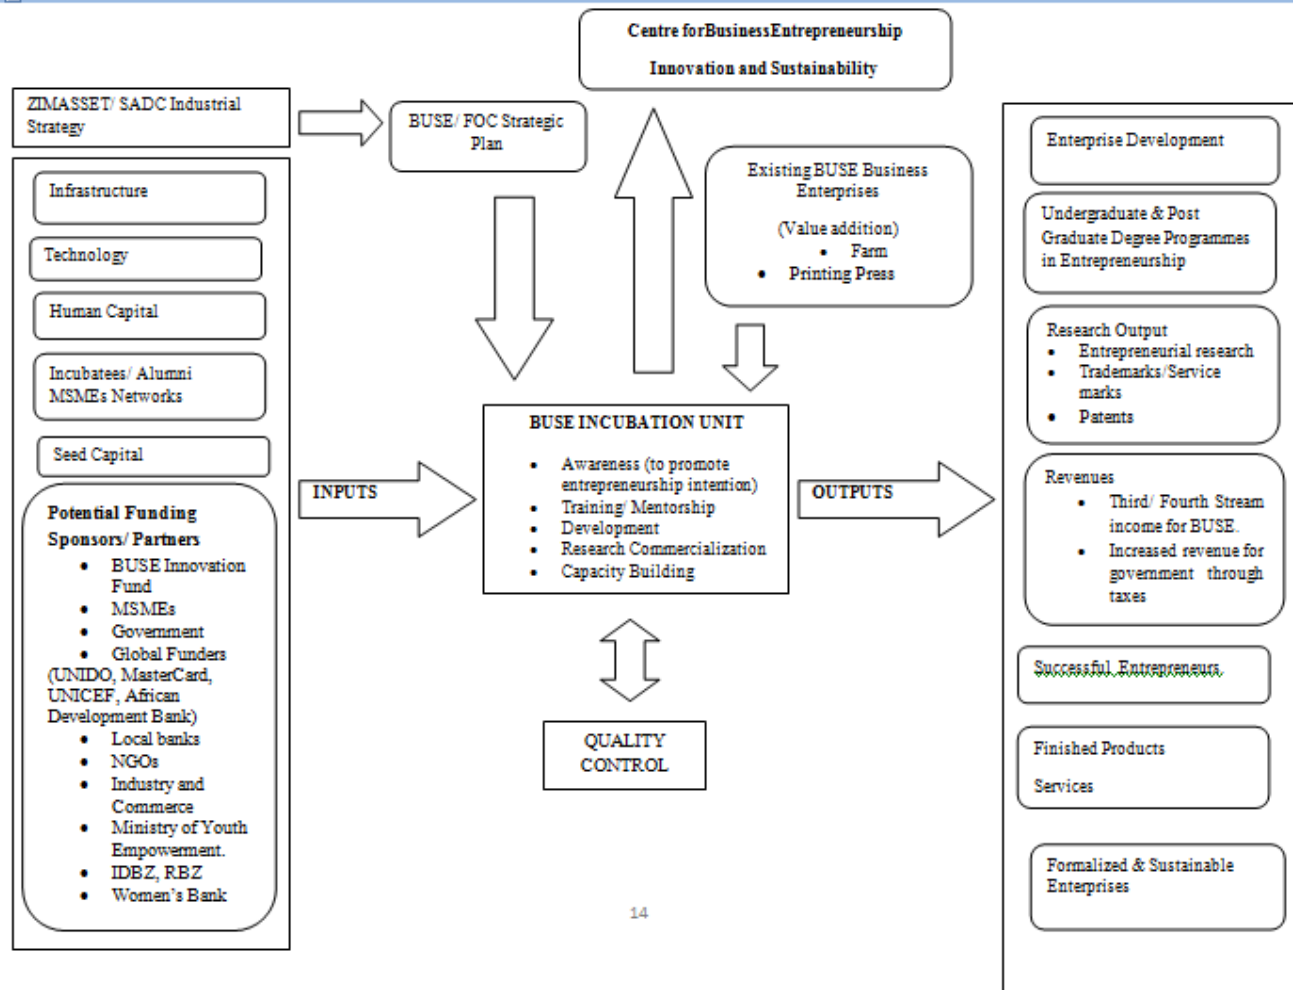 Centre forBusinessEntrepreneurship
Innovation and Sustainability
ZIMASSET/ SADC Industrial
Strategy
BUSE/ FOC Strategic
Plan
Infrastructure
Technology
Human Capital
Incubatees/ Alumni
MSMEs Networks
Seed Capital
Potential Funding
Sponsors/ Partners
• BUSE Innovation
Fund
• MSMEs
• Government
• Global Funders
(UNIDO, MasterCard,
UNICEF, African
Development Bank)
• Local banks
• NGOs
• Industry and
Commerce
• Ministry of Youth
Empowerment.
• IDBZ, RBZ
• Women's Bank
INPUTS
Existing BUSE Business
Enterprises
(Value addition)
• Farm
• Printing Press
BUSE INCUBATION UNIT
• Awareness (to promote
entrepreneurship intention)
• Training/ Mentorship
• Development
• Research Commercialization
• Capacity Building
QUALITY
CONTROL
OUTPUTS
Enterprise Development
Undergraduate & Post
Graduate Degree Programmes
in Entrepreneurship
Research Output
• Entrepreneurial research
• Trademarks/Service
marks
• Patents
Revenues
• Third/ Fourth Stream
income for BUSE.
• Increased revenue for
government through
taxes
Successful Entrepreneurs.
Finished Products
Services
Formalized & Sustainable
Enterprises
14